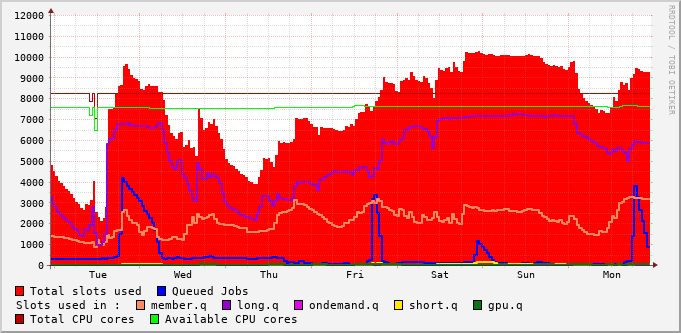 12000
11000
10000
9000
8000
7000
6000
5000
4000
3000
2000
1000
0
Tue Wed Thu Fri Sat Sun Mon
RRDTOOL / TOBI OETIKER
Total slots used Queued Jobs
Slots used in : member.q long.q ondemand.q short.q gpu.q
Total CPU cores Available CPU cores